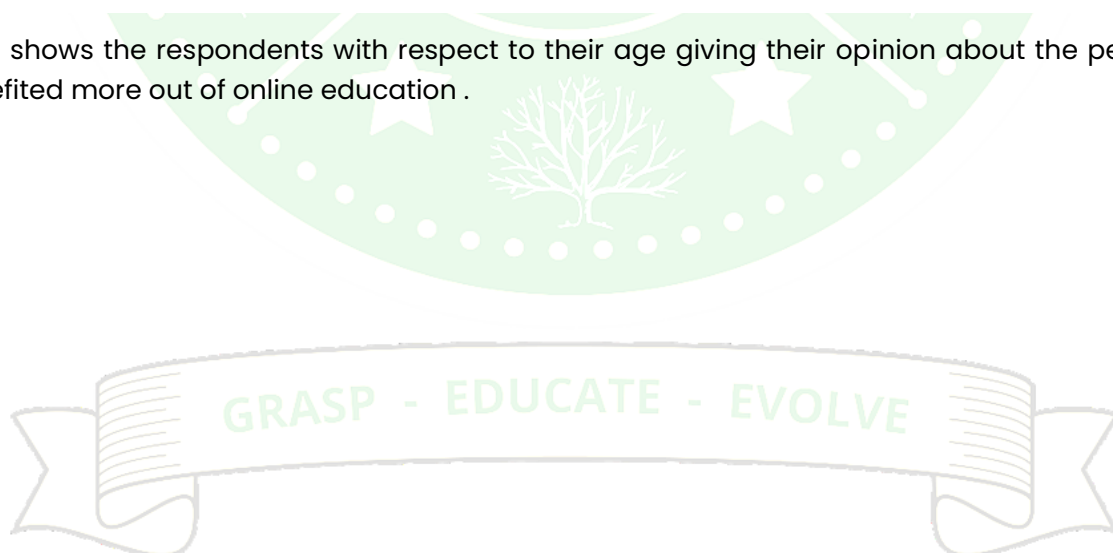 shows the respondents with respect to their age giving their opinion about the pe
efited more out of online education .
GRASP - EDUCATE - EVOLVE